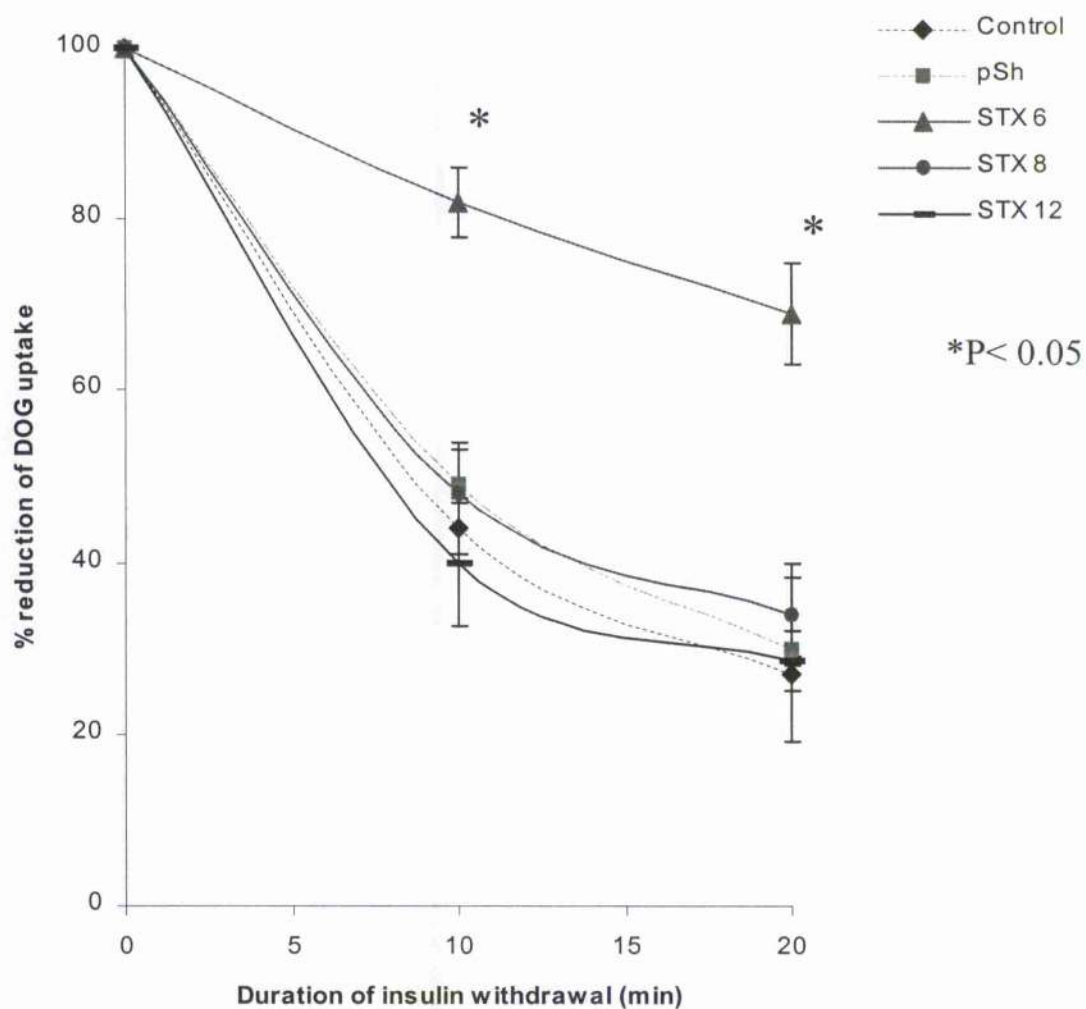 Control
pSh
STX 6
STX 8
STX 12
100
80
60
40
20
0
*
*
*P< 0.05
% reduction of DOG uptake
0
5
10
15
20
Duration of insulin withdrawal (min)